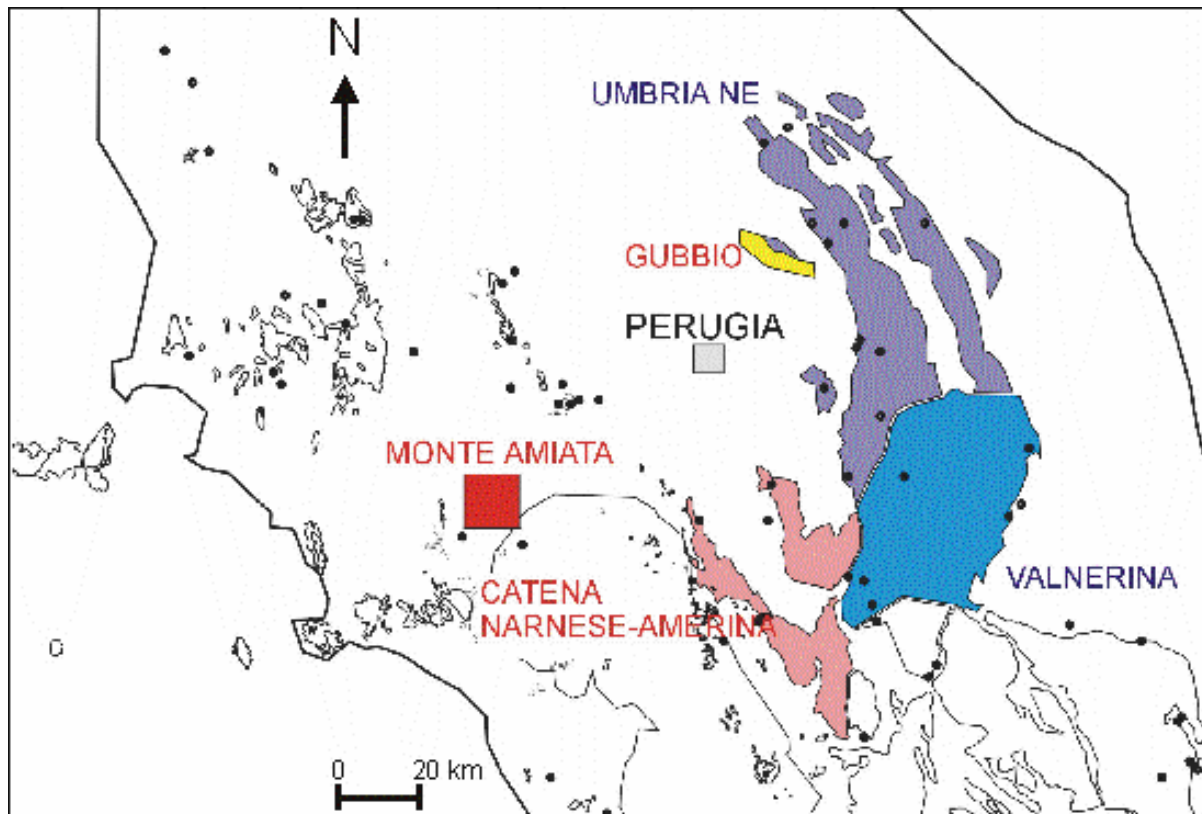 N
UMBRIA NE
GUBBIO
PERUGIA
MONTE AMIATA
CATENA
NARNESE-AMERINA
VALNERINA
0 20 km